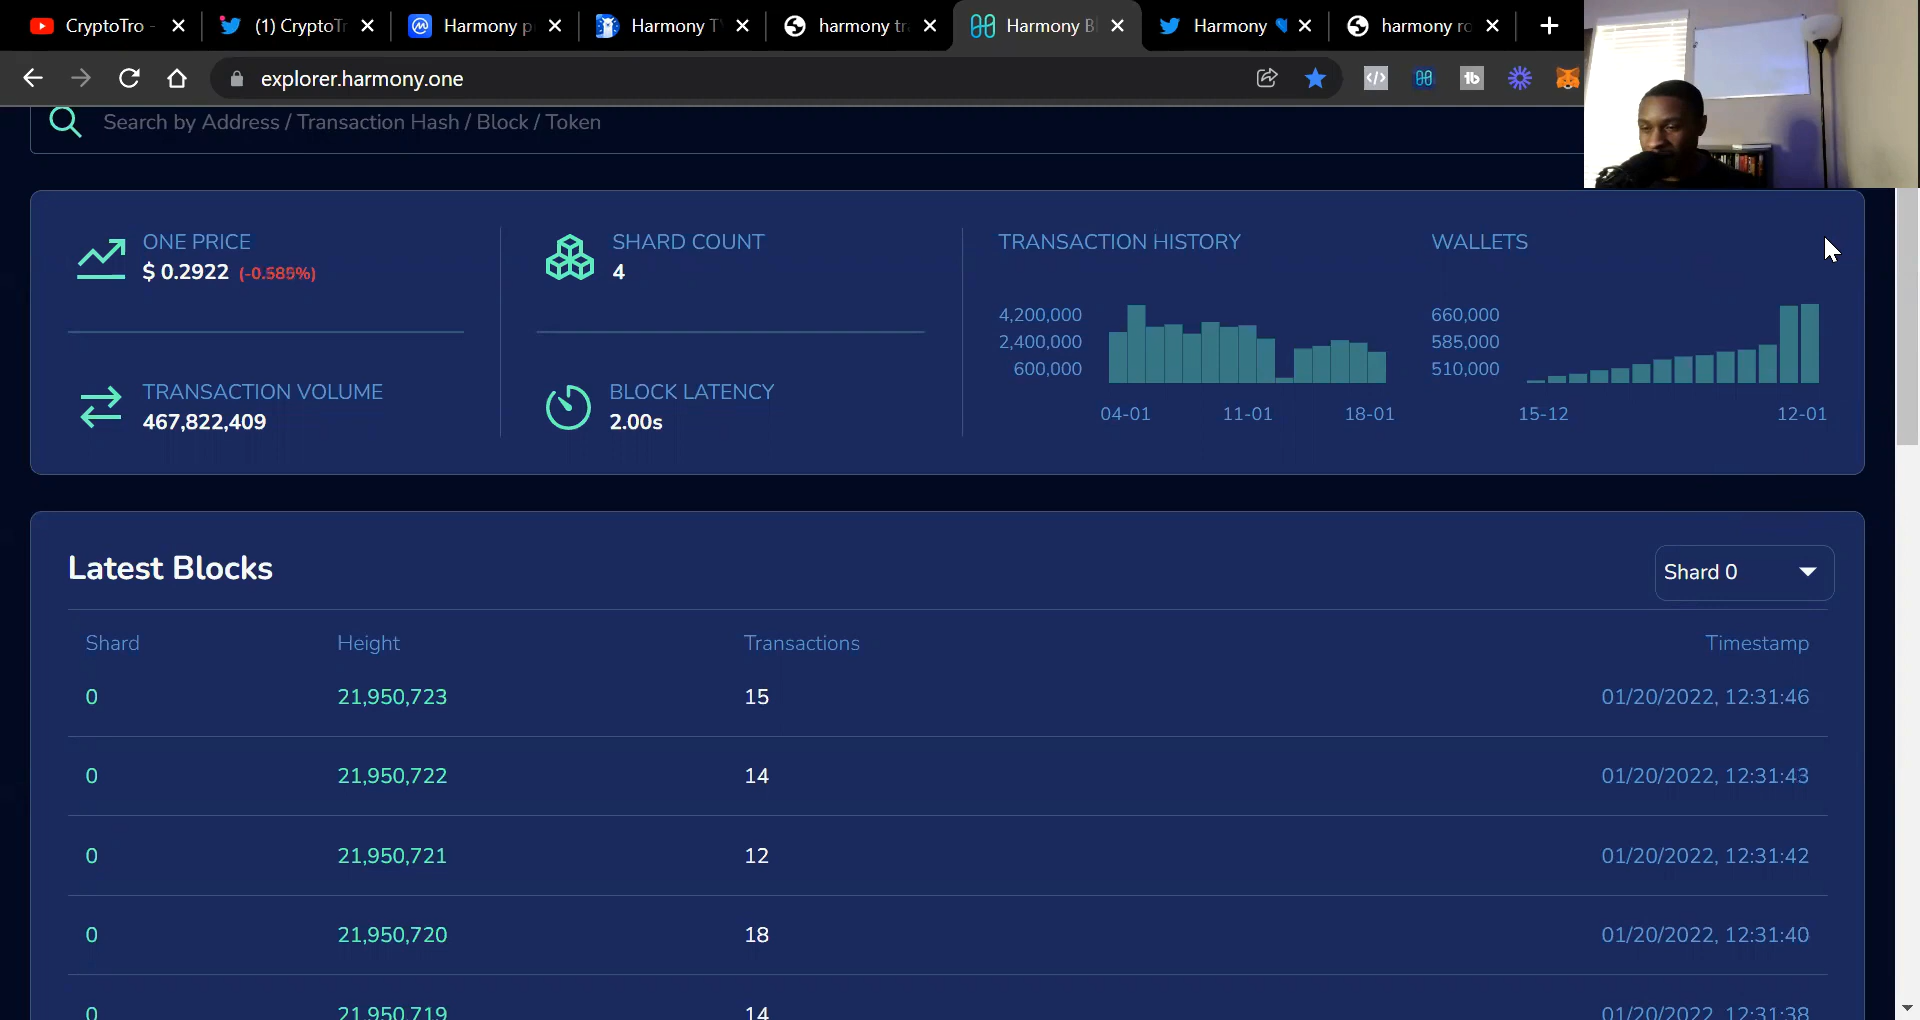 CryptoTro -
(1) CryptoTr
Harmony p
Harmony T
harmony tr
Harmony B
Harmony
harmony ro
explorer.harmony.one
Search by Address / Transaction Hash / Block / Token
ONE PRICE
$ 0.2922 (-0.585%)
SHARD COUNT
4
TRANSACTION HISTORY
WALLETS
4,200,000
2,400,000
600,000
660,000
585,000
510,000
TRANSACTION VOLUME
467,822,409
BLOCK LATENCY
2.00s
04-01 11-01 18-01
15-12 12-01
Latest Blocks
Shard 0
Shard Height Transactions Timestamp
0 21,950,723 15 01/20/2022, 12:31:46
0 21,950,722 14 01/20/2022, 12:31:43
0 21,950,721 12 01/20/2022, 12:31:42
0 21,950,720 18 01/20/2022, 12:31:40
0 21,950,719 14 01/20/2022, 12:31:38